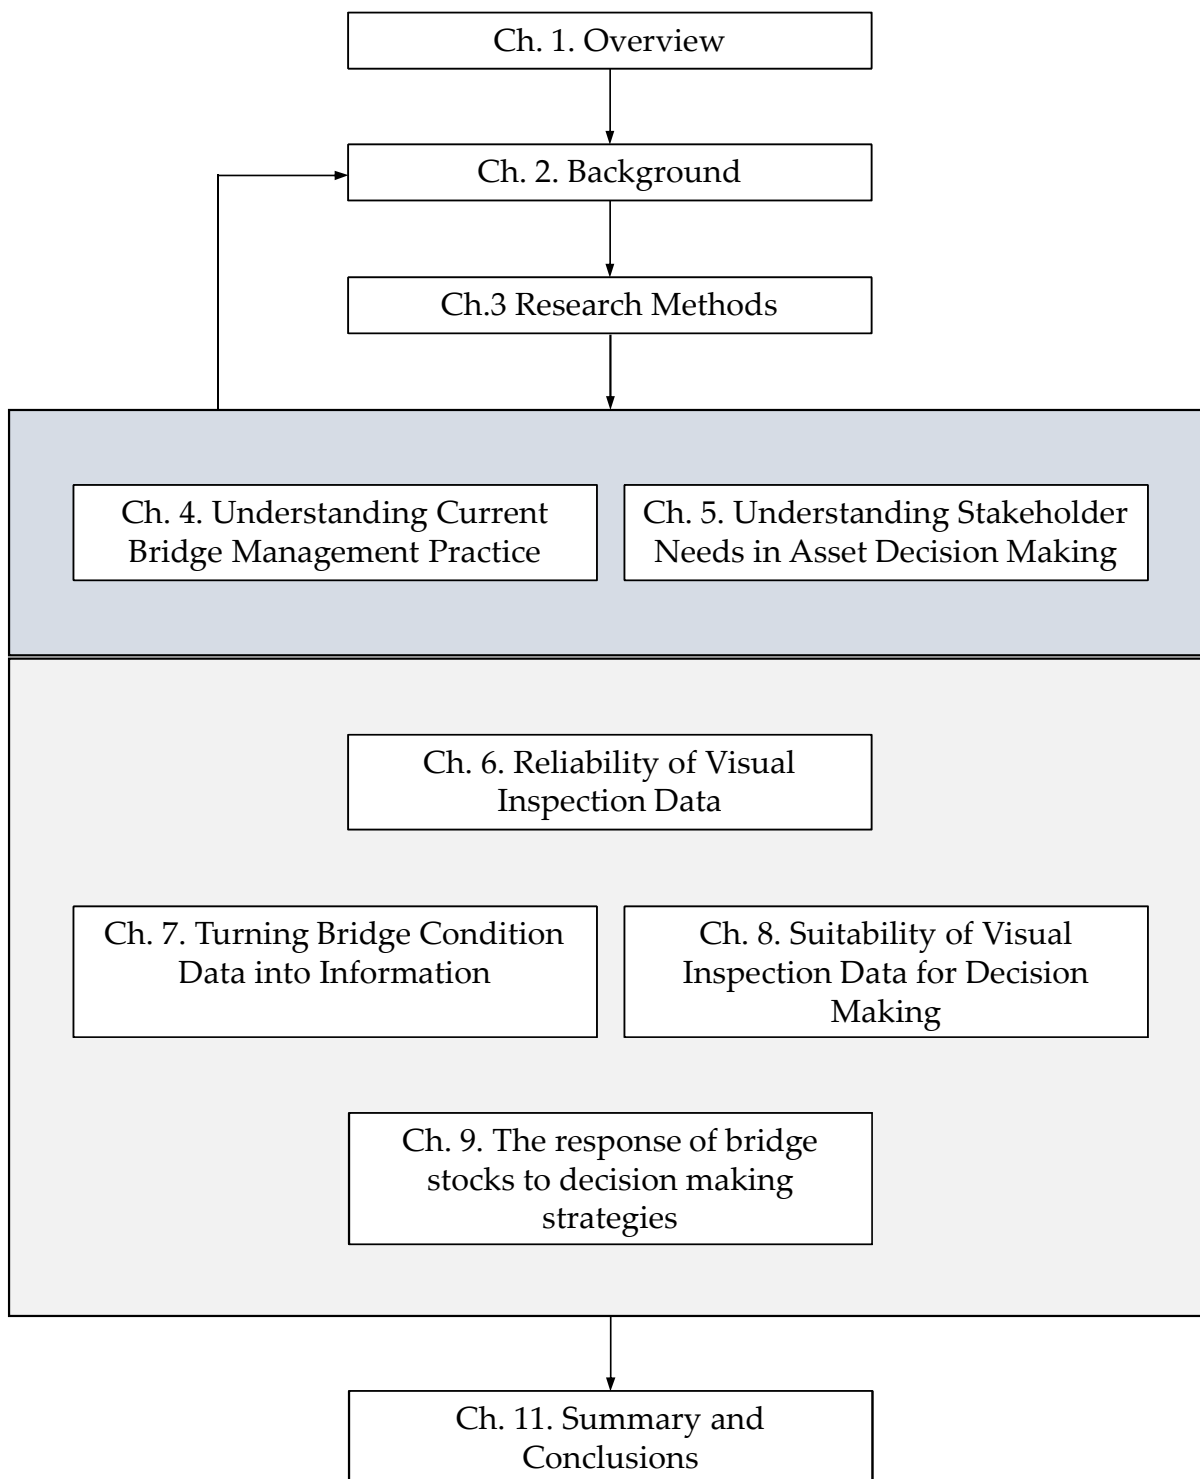 Ch. 1. Overview
Ch. 2. Background
Ch.3 Research Methods
Ch. 4. Understanding Current
Bridge Management Practice
Ch. 5. Understanding Stakeholder
Needs in Asset Decision Making
Ch. 6. Reliability of Visual
Inspection Data
Ch. 7. Turning Bridge Condition
Data into Information
Ch. 8. Suitability of Visual
Inspection Data for Decision
Making
Ch. 9. The response of bridge
stocks to decision making
strategies
Ch. 11. Summary and
Conclusions